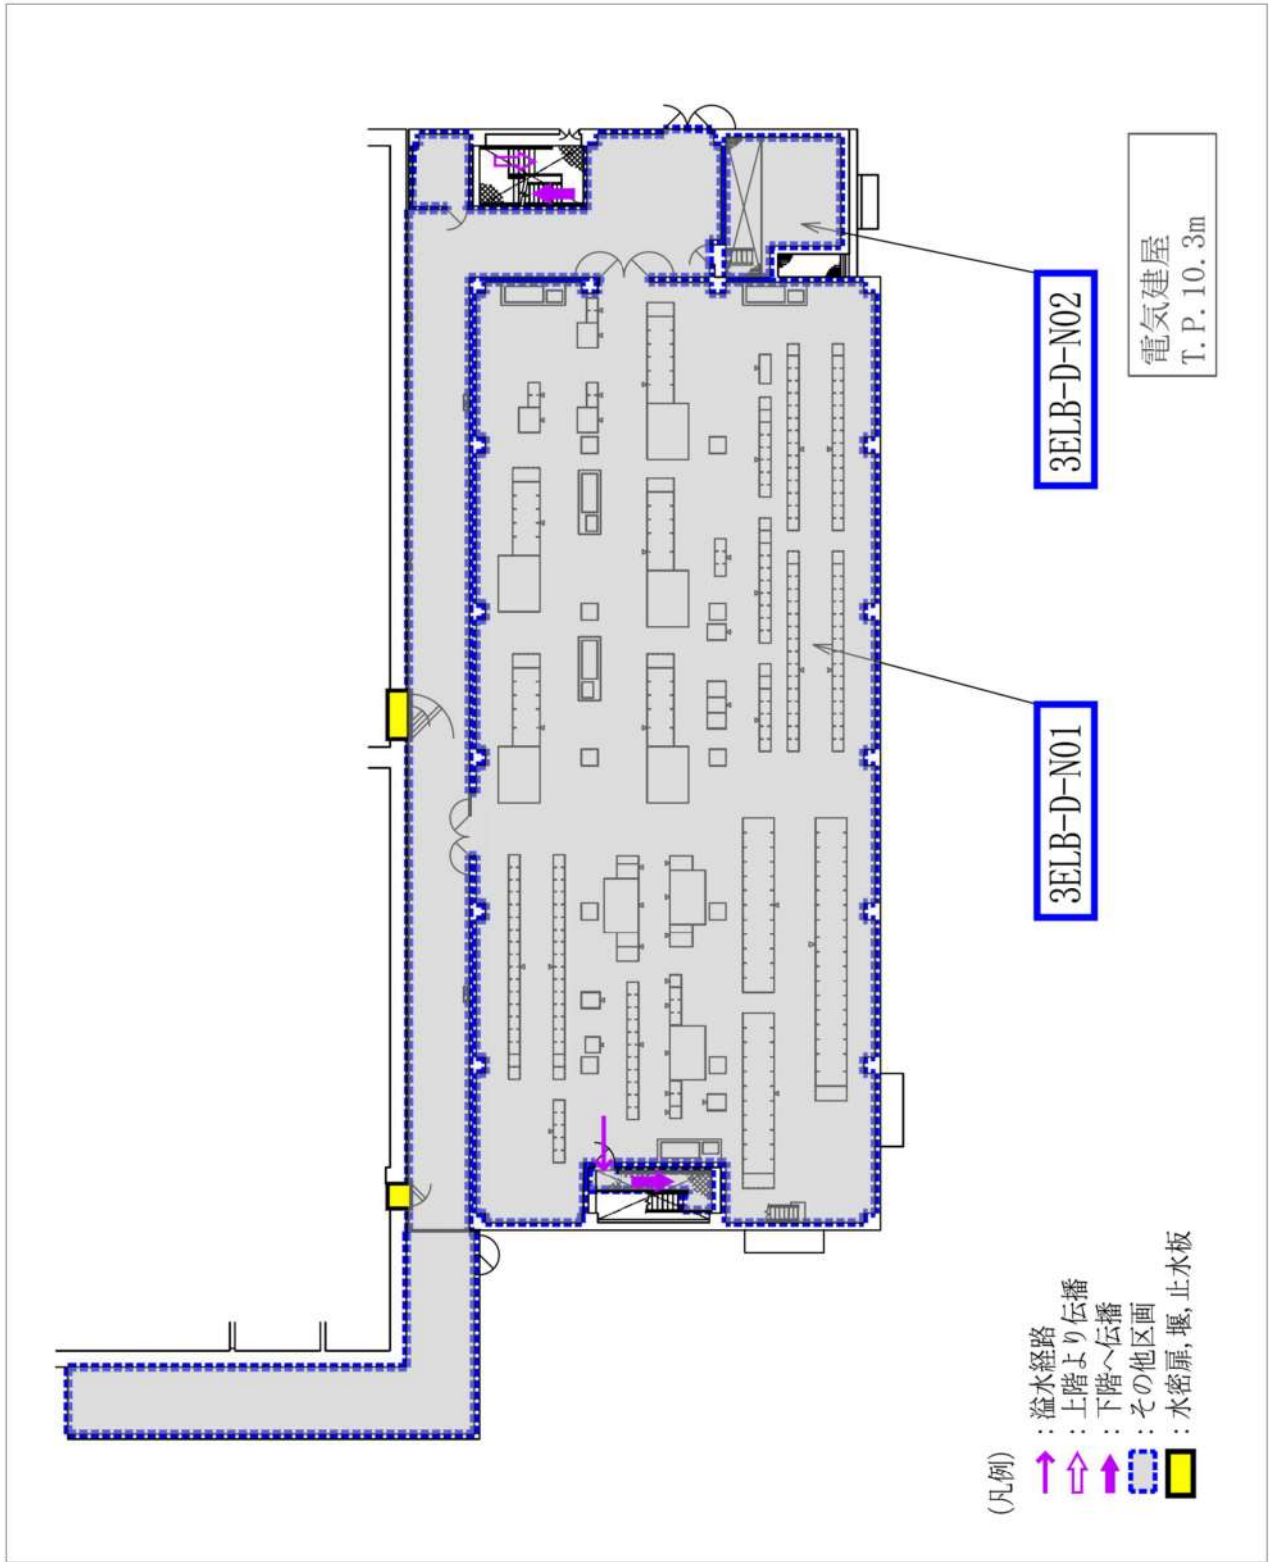 3ELB-D-N01
3ELB-D-N02
電気建屋
T.P.10.3m
(凡例)
：溢水経路
：上階より伝播
：下階へ伝播
：その他区画
：水密扉,堰,止水板